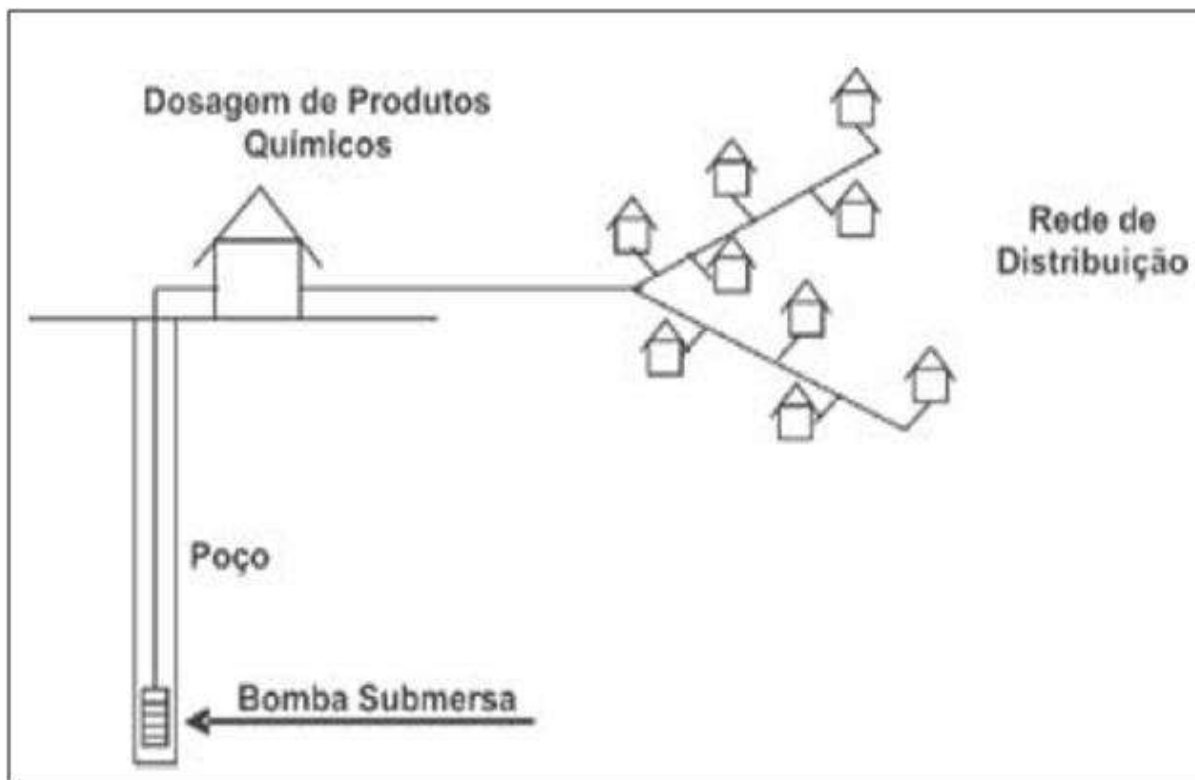 Dosagem de Produtos
Químicos
Rede de
Distribuição
Poço
Bomba Submersa